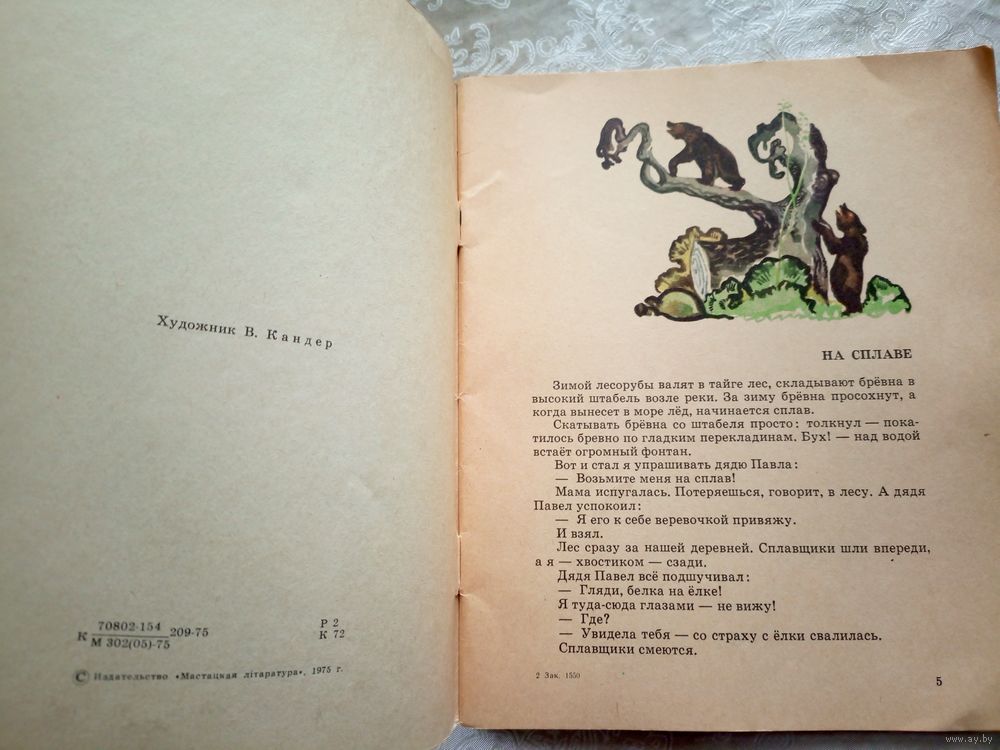 Художник В. Кандер
К 70802-154 209-75
М 302(05)-75
Р 2
К 72
© Издательство «Мастацкая літаратура», 1975 г.
НА СПЛАВЕ
Зимой лесорубы валят в тайге лес, складывают брёвна в
высокий штабель возле реки. За зиму брёвна просохнут, а
когда вынесет в море лёд, начинается сплав.
Скатывать брёвна со штабеля просто: толкнул — пока-
тилось бревно по гладким перекладинам. Бух! — над водой
встаёт огромный фонтан.
Вот и стал я упрашивать дядю Павла:
— Возьмите меня на сплав!
Мама испугалась. Потеряешься, говорит, в лесу. А дядя
Павел успокоил:
— Я его к себе веревочкой привяжу.
И взял.
Лес сразу за нашей деревней. Сплавщики шли впереди,
а я — хвостиком — сзади.
Дядя Павел всё подшучивал:
— Гляди, белка на ёлке!
Я туда-сюда глазами — не вижу!
— Где?
— Увидела тебя — со страху с ёлки свалилась.
Сплавщики смеются.
2 Зак. 1550
5
www.ay.by